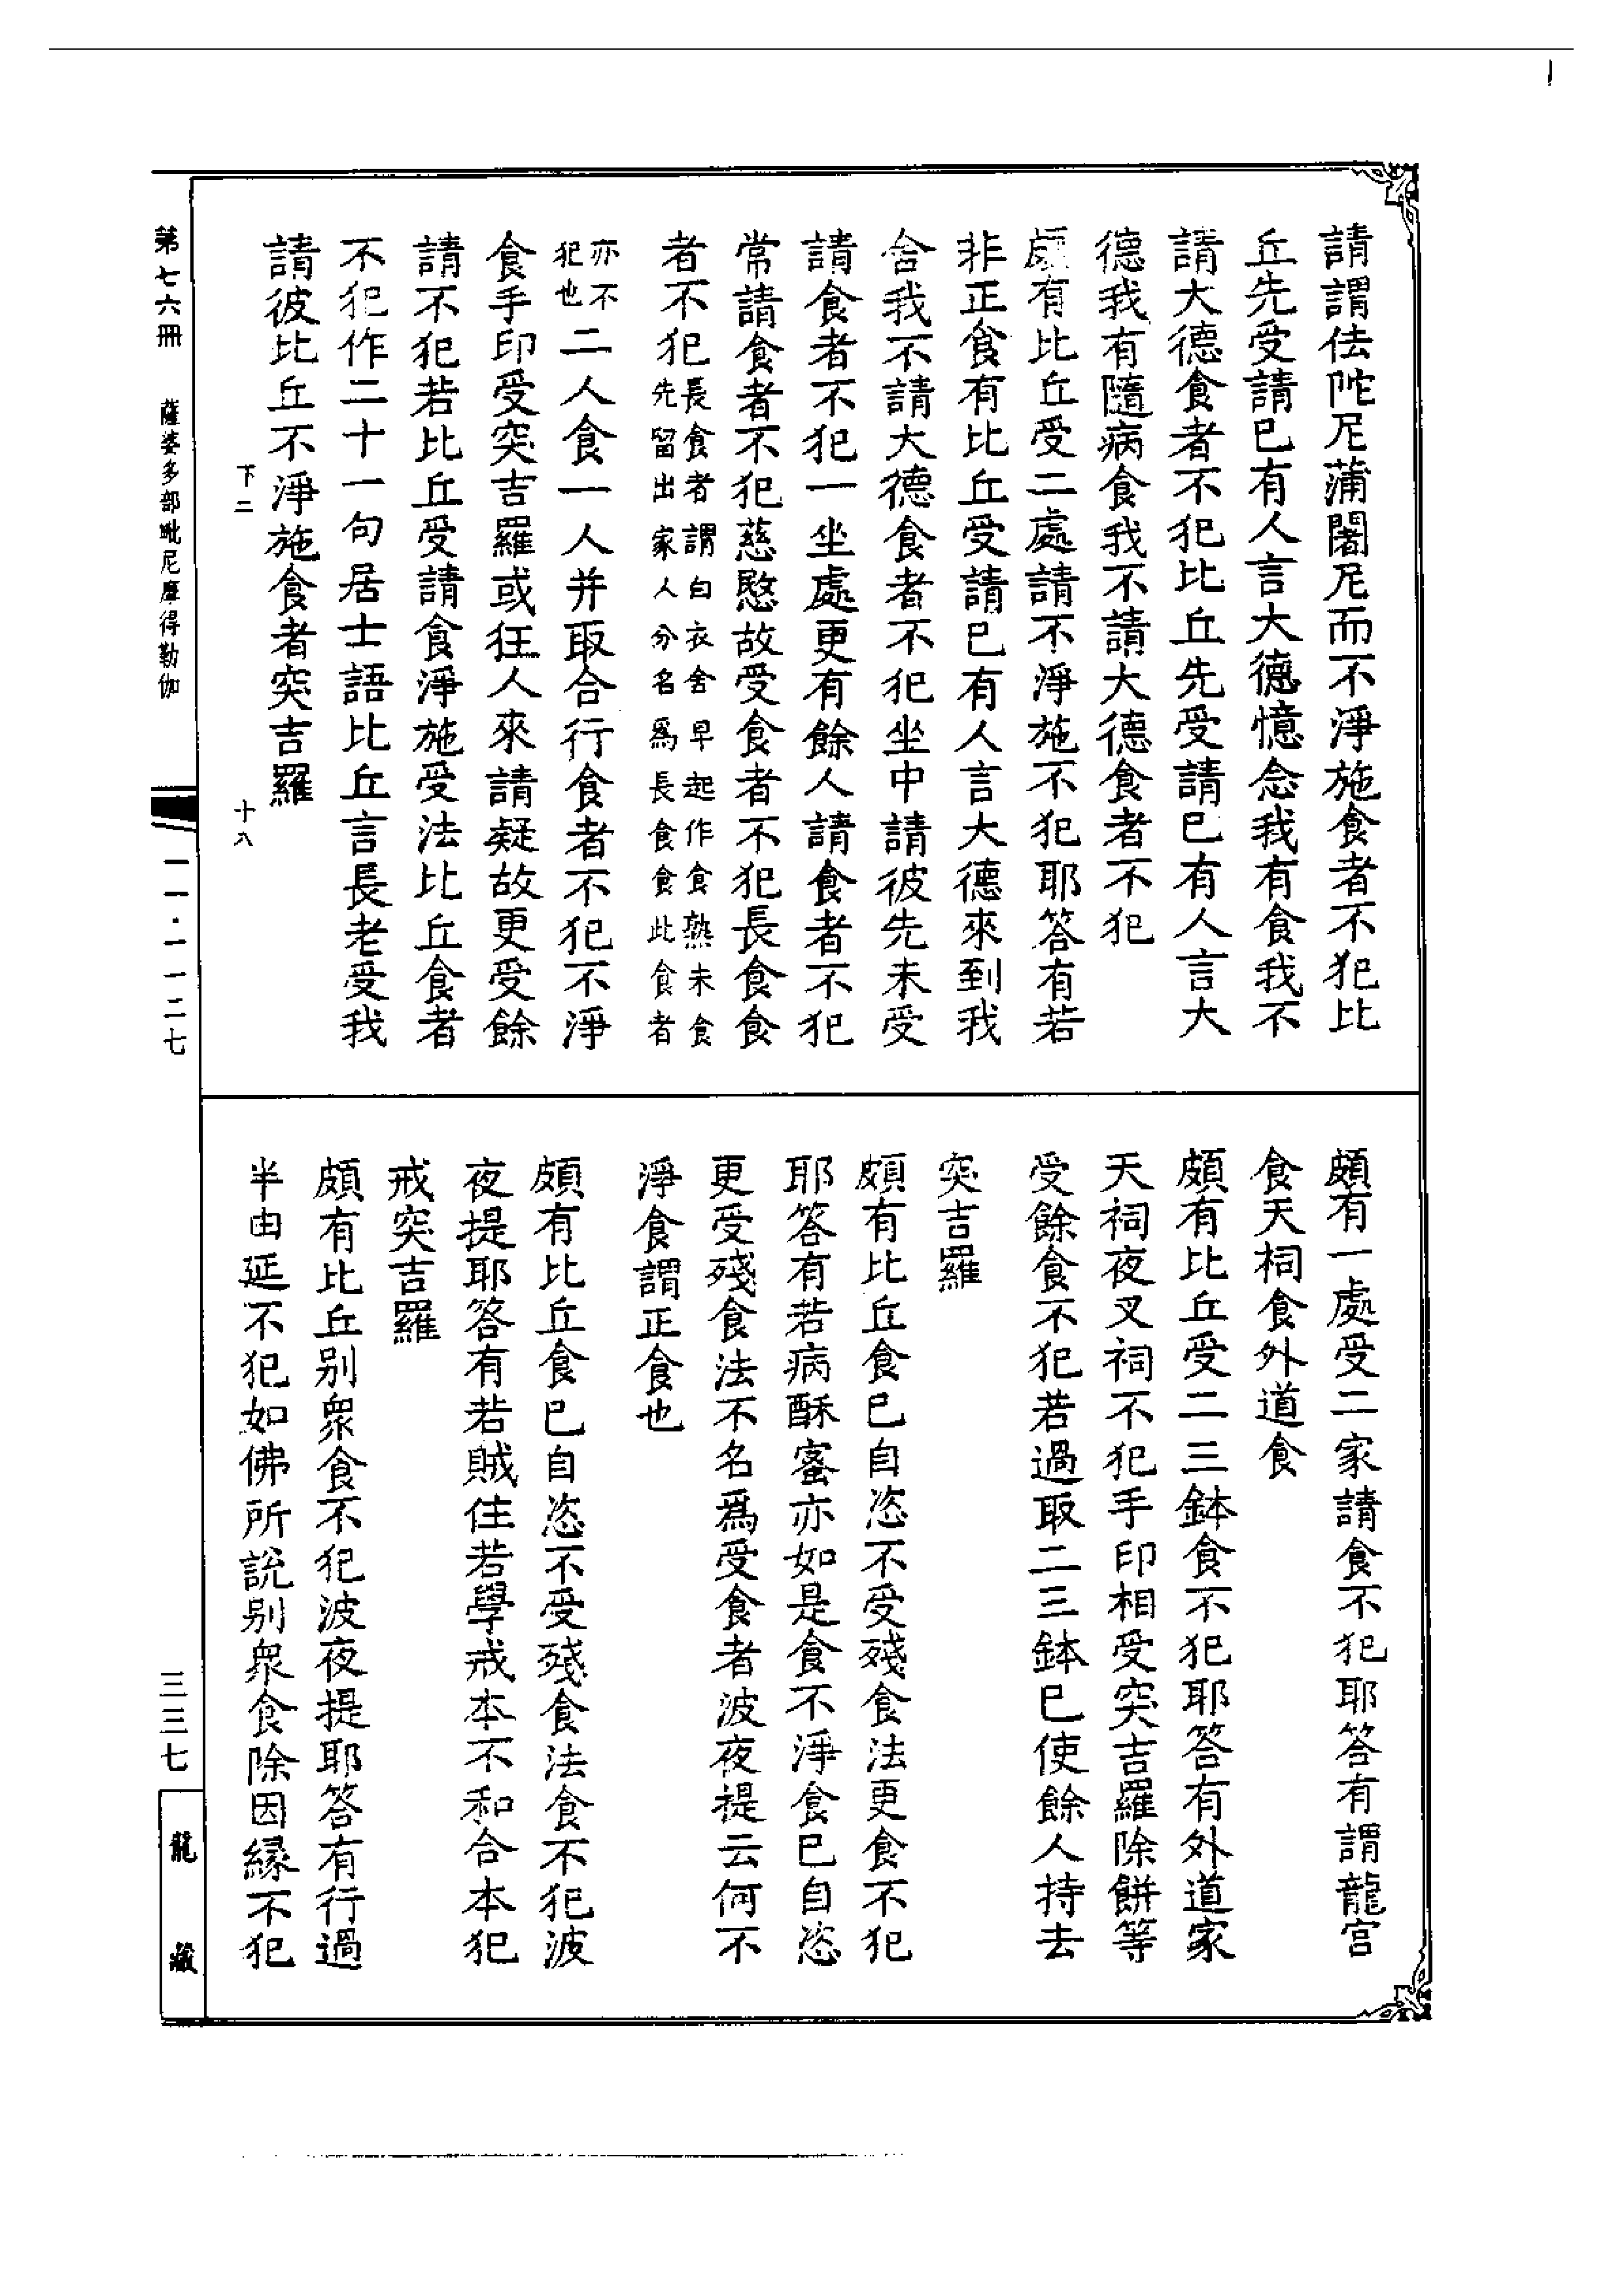 請謂佉陀尼蒲闍尼而不淨施食者不犯比
丘先受請已有人言大德憶念我有食我不
請大德食者不犯比丘先受請已有人言大
德我有隨病食我不請大德食者不犯
頗有比丘受二處請不淨施不犯耶答有若
非正食有比丘受請已有人言大德來到我
舍我不請大德食者不犯坐中請彼先未受
請食者不犯一坐處更有餘人請食者不犯
常請食者不犯慈愍故受食者不犯長食食
者不犯長食者謂白衣舍早起作食熟未食
先留出家人分名爲長食食此食者
亦不
犯也二人食一人并取合行食者不犯不淨
食手印受突吉羅或狂人來請疑故更受餘
請不犯若比丘受請食淨施受法比丘食者
不犯作二十一句居士語比丘言長老受我
請彼比丘不淨施食者突吉羅
下二 十八
頗有一處受二家請食不犯耶答有謂龍宫
食天祠食外道食
頗有比丘受二三鉢食不犯耶答有外道家
天祠夜叉祠不犯手印相受突吉羅除餅等
受餘食不犯若過取二三鉢已使餘人持去
突吉羅
頗有比丘食已自恣不受殘食法更食不犯
耶答有若病酥蜜亦如是食不淨食已自恣
更受殘食法不名爲受食者波夜提云何不
淨食謂正食也
頗有比丘食已自恣不受殘食法食不犯波
夜提耶答有若賊住若學戒本不和合本犯
戒突吉羅
頗有比丘别衆食不犯波夜提耶答有行過
半由延不犯如佛所説别衆食除因緣不犯
第七六冊 薩婆多部毗尼摩得勒伽 一一·一一二七 三三七
龍藏